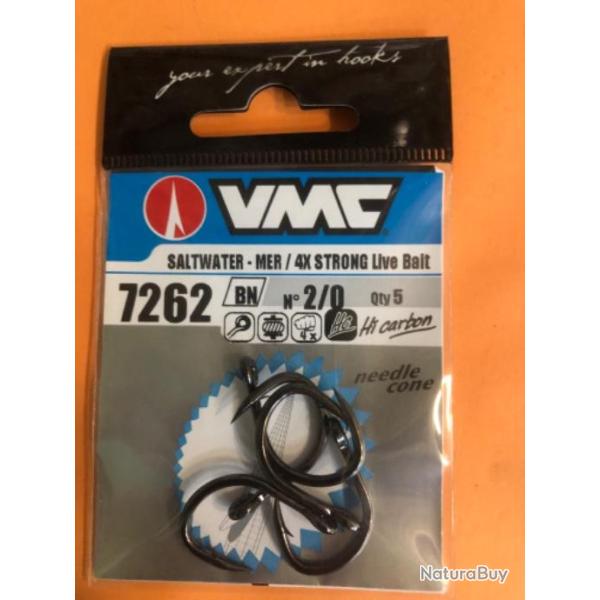 your expert in hooks
VMC
SALTWATER - MER / 4X STRONG Live Bait
7262 BN N° 2/0 Qty 5
4x HC Hi carbon
needle
cone
NaturaBuy